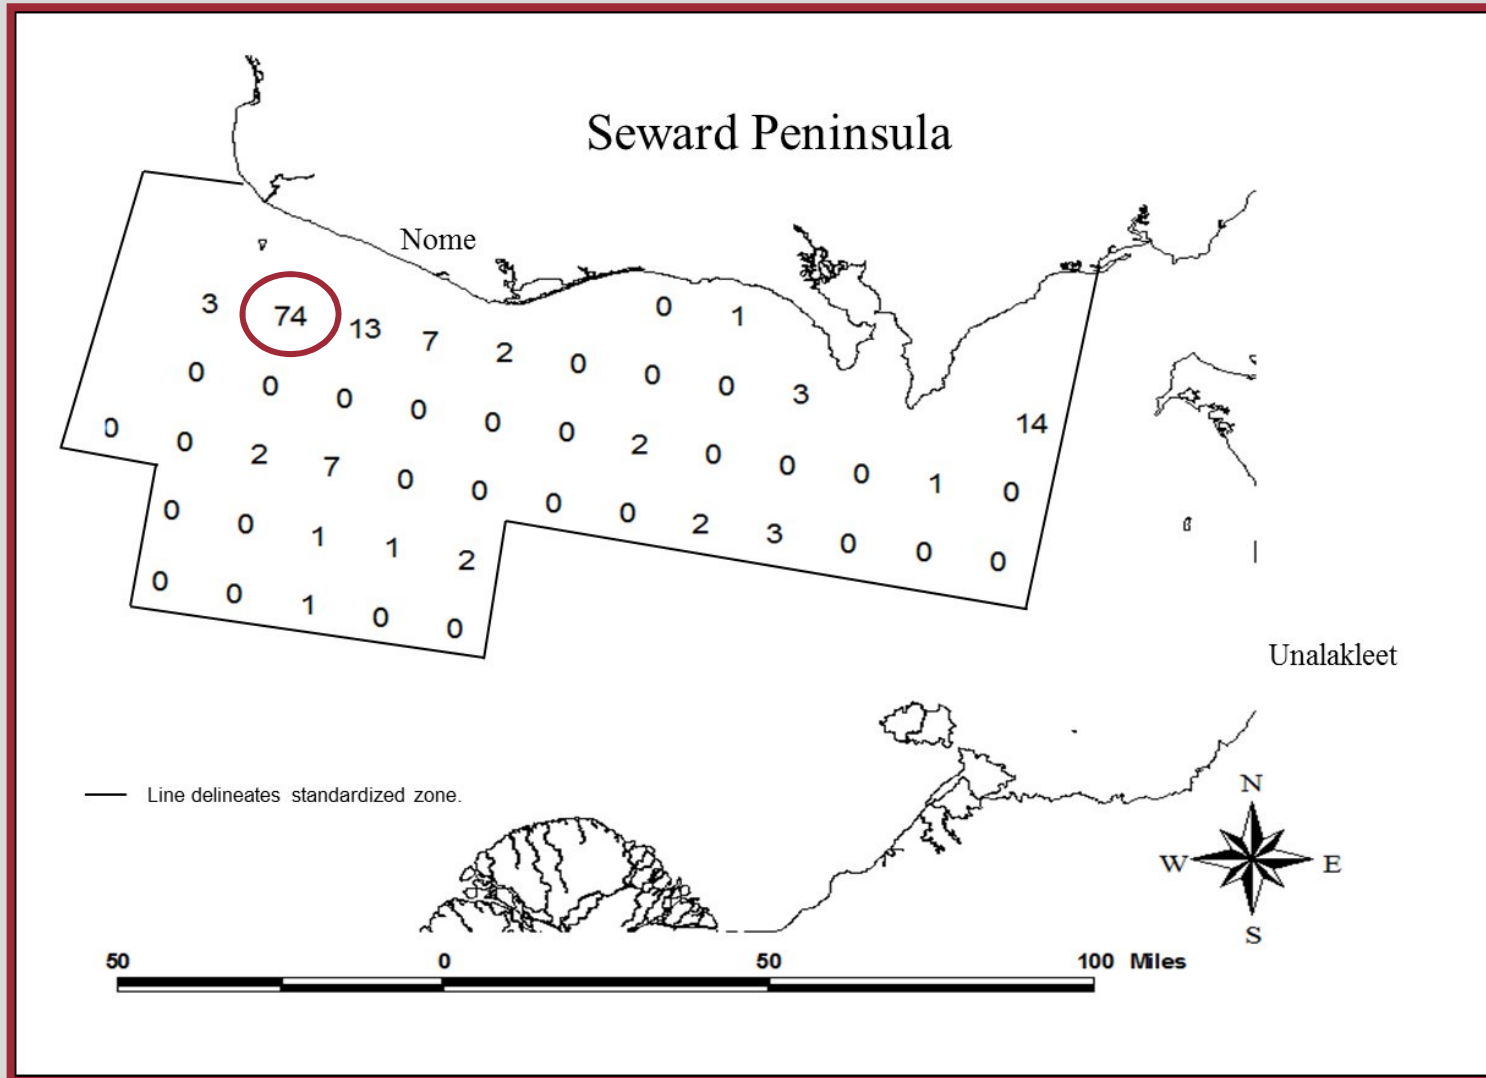 Seward Peninsula
Nome
3 74 13 7 2 0 0 0 3
0 1
0 0 0 0 0 0 2 0 0 0 1 0
14
0 0 2 7 0 0 0 0 2 3 0 0 0
0 0 1 1 2
0 0 1 0 0
Unalakleet
Line delineates standardized zone.
N
W E
S
50 0 50 100 Miles